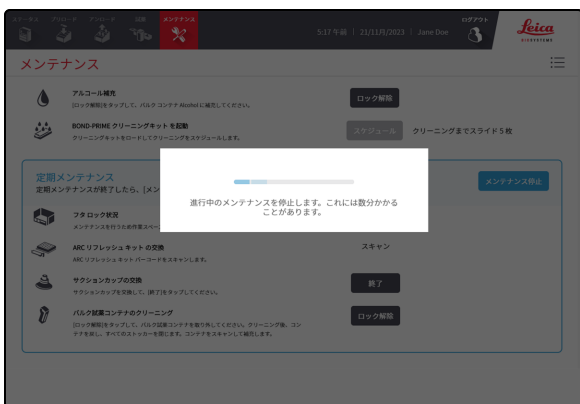 ステータス プロロード アンロード 試薬 メンテナンス
5:17 午前 | 21/11月/2023 | Jane Doe
ログアウト
Leica
BIOSYSTEMS
メンテナンス
アルコール補充
[ロック解除]をタップして、バルク コンテナ Alcohol に補充してください。
ロック解除
BOND-PRIME クリーニングキット を起動
クリーニングキットをロードしてクリーニングをスケジュールします。
スケジュール
クリーニングまでスライド 5 枚
定期メンテナンス
定期メンテナンスが終了したら、[メン
メンテナンス停止
進行中のメンテナンスを停止します。これには数分かかる
ことがあります。
フタ ロック状況
メンテナンスを行うため作業スペー
ARC リフレッシュ キット の交換
ARC リフレッシュ キット バーコードをスキャンします。
スキャン
サクションカップの交換
サクションカップを交換して、[終了]をタップしてください。
終了
バルク試薬コンテナのクリーニング
[ロック解除]をタップして、バルク試薬コンテナを取り外してください。クリーニング後、コン
テナを戻し、すべてのストッカーを閉じます。コンテナをスキャンして補充します。
ロック解除